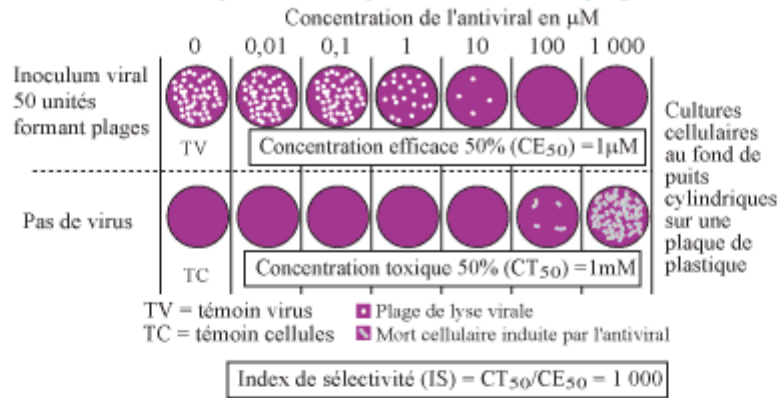 Concentration de l'antiviral en µM
0 0,01 0,1 1 10 100 1 000
Inoculum viral
50 unités
formant plages
TV
Concentration efficace 50% (CE50) =1µM
Pas de virus
TC
Concentration toxique 50% (CT50) =1mM
Cultures
cellulaires
au fond de
puits
cylindriques
sur une
plaque de
plastique
TV = témoin virus
Plage de lyse virale
TC = témoin cellules
Mort cellulaire induite par l'antiviral
Index de sélectivité (IS) = CT50/CE50 = 1 000